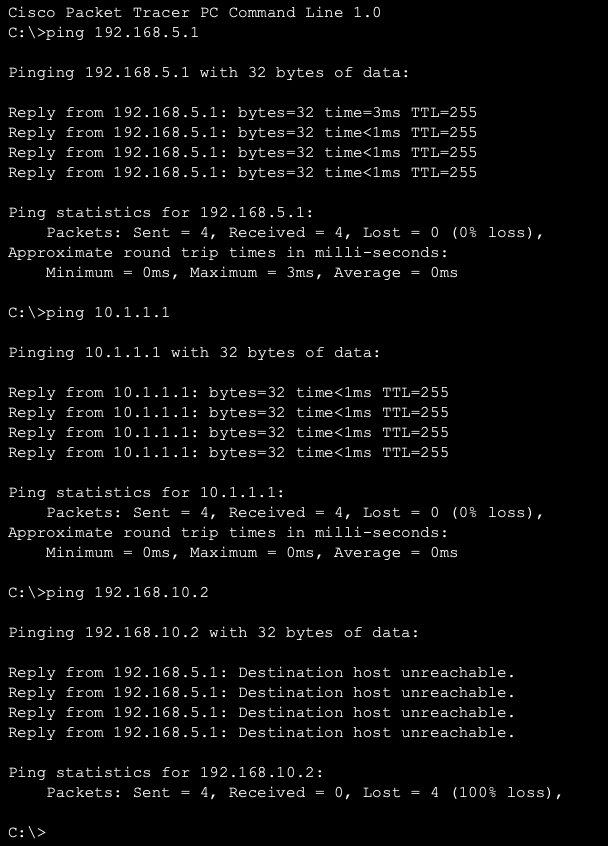 Cisco Packet Tracer PC Command Line 1.0
C:\>ping 192.168.5.1
Pinging 192.168.5.1 with 32 bytes of data:
Reply from 192.168.5.1: bytes=32 time=3ms TTL=255
Reply from 192.168.5.1: bytes=32 time<1ms TTL=255
Reply from 192.168.5.1: bytes=32 time<1ms TTL=255
Reply from 192.168.5.1: bytes=32 time<1ms TTL=255
Ping statistics for 192.168.5.1:
    Packets: Sent = 4, Received = 4, Lost = 0 (0% loss),
Approximate round trip times in milli-seconds:
    Minimum = 0ms, Maximum = 3ms, Average = 0ms
C:\>ping 10.1.1.1
Pinging 10.1.1.1 with 32 bytes of data:
Reply from 10.1.1.1: bytes=32 time<1ms TTL=255
Reply from 10.1.1.1: bytes=32 time<1ms TTL=255
Reply from 10.1.1.1: bytes=32 time<1ms TTL=255
Reply from 10.1.1.1: bytes=32 time<1ms TTL=255
Ping statistics for 10.1.1.1:
    Packets: Sent = 4, Received = 4, Lost = 0 (0% loss),
Approximate round trip times in milli-seconds:
    Minimum = 0ms, Maximum = 0ms, Average = 0ms
C:\>ping 192.168.10.2
Pinging 192.168.10.2 with 32 bytes of data:
Reply from 192.168.5.1: Destination host unreachable.
Reply from 192.168.5.1: Destination host unreachable.
Reply from 192.168.5.1: Destination host unreachable.
Reply from 192.168.5.1: Destination host unreachable.
Ping statistics for 192.168.10.2:
    Packets: Sent = 4, Received = 0, Lost = 4 (100% loss),
C:\>